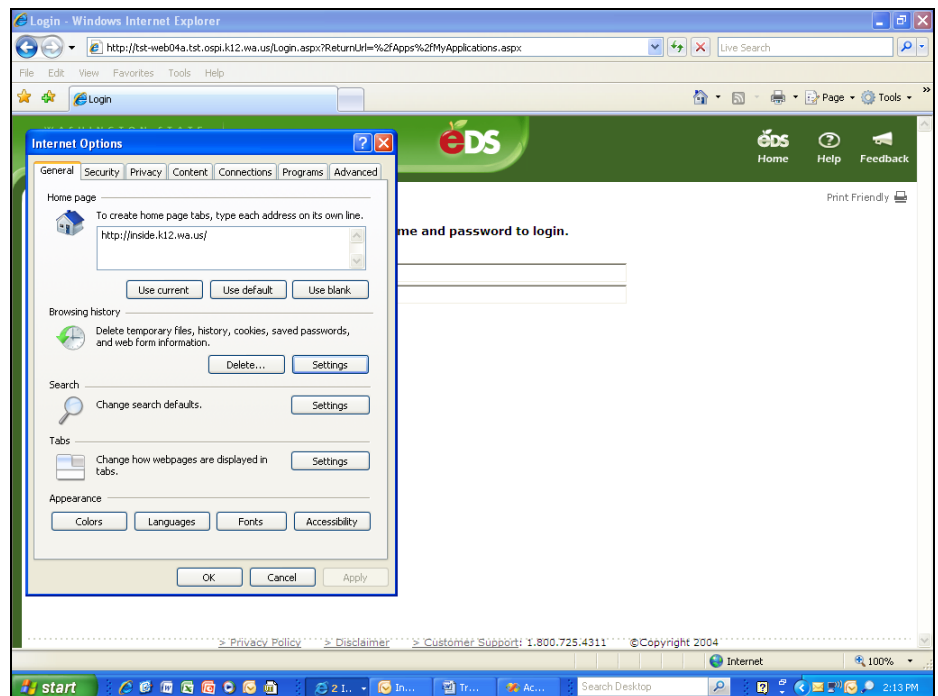 Login - Windows Internet Explorer
http://tst-web04a.tst.ospi.k12.wa.us/Login.aspx?ReturnUrl=%2fApps%2fMyApplications.aspx
Live Search
File Edit View Favorites Tools Help
Login
Page Tools
WASHINGTON STATE
eDS
eDS
Home Help Feedback
Print Friendly
me and password to login.
Internet Options
General Security Privacy Content Connections Programs Advanced
Home page
To create home page tabs, type each address on its own line.
http://inside.k12.wa.us/
Use current Use default Use blank
Browsing history
Delete temporary files, history, cookies, saved passwords,
and web form information.
Delete... Settings
Search
Change search defaults. Settings
Tabs
Change how webpages are displayed in
tabs.
Settings
Appearance
Colors Languages Fonts Accessibility
OK Cancel Apply
> Privacy Policy > Disclaimer > Customer Support: 1.800.725.4311 ©Copyright 2004
Internet 100%
start 2 I.. In... Tr... Ac... Search Desktop 2:13 PM